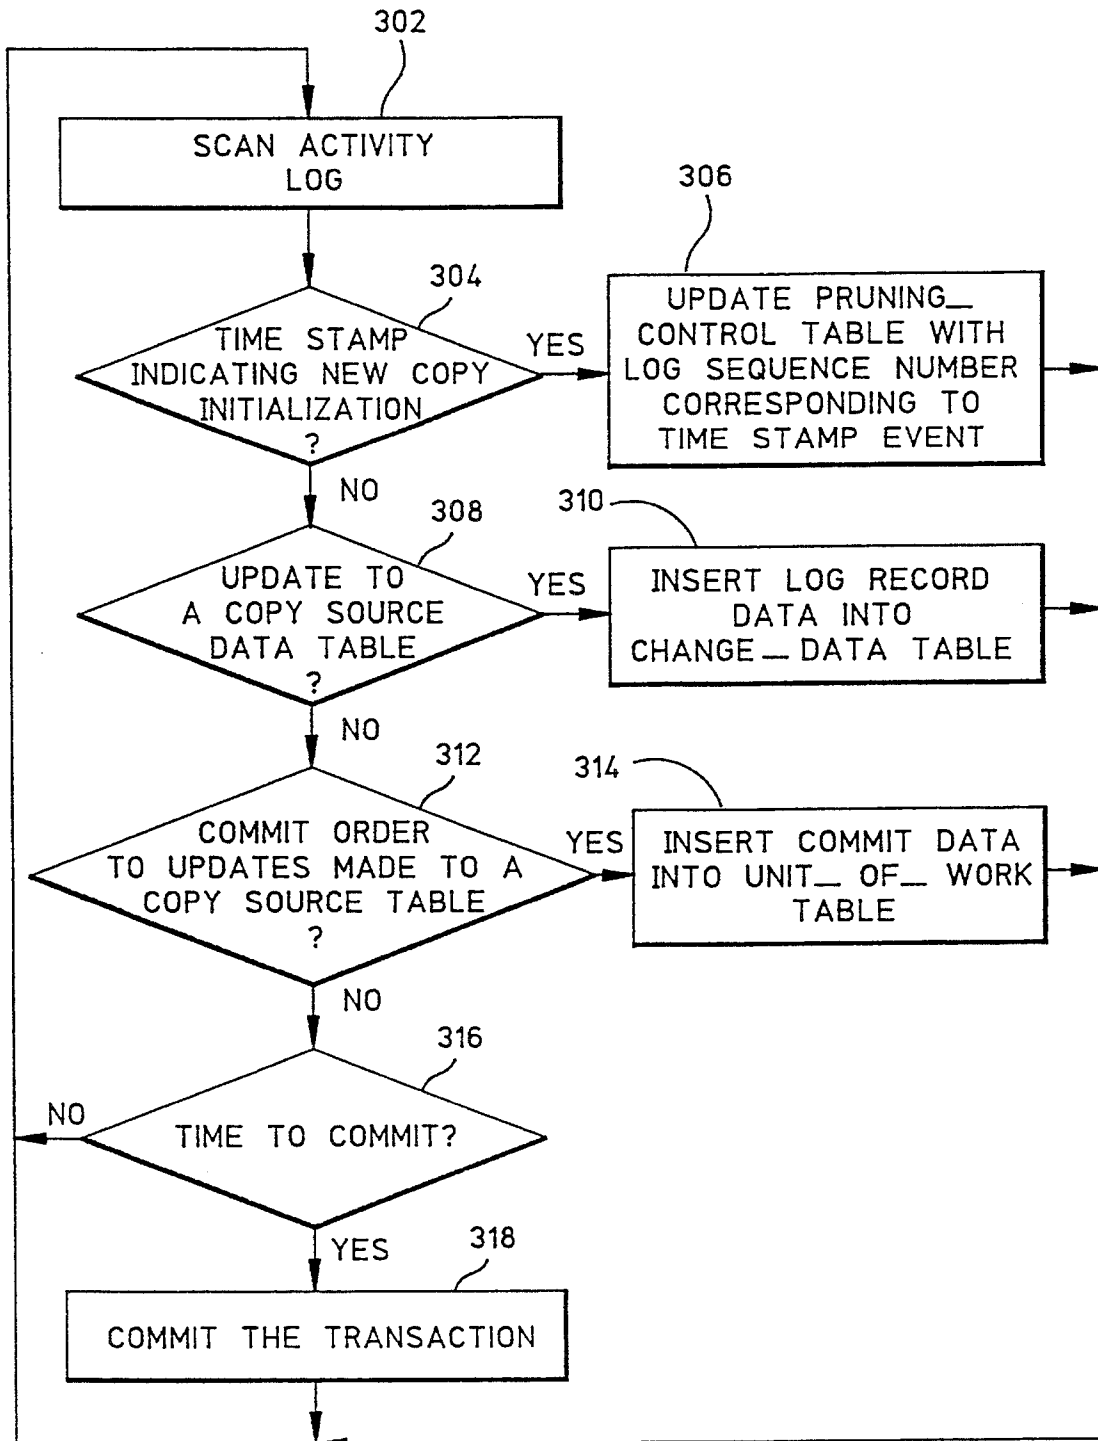 302
SCAN ACTIVITY
LOG
304
TIME STAMP
INDICATING NEW COPY
INITIALIZATION
?
YES
306
UPDATE PRUNING_
CONTROL TABLE WITH
LOG SEQUENCE NUMBER
CORRESPONDING TO
TIME STAMP EVENT
NO
308
UPDATE TO
A COPY SOURCE
DATA TABLE
?
YES
310
INSERT LOG RECORD
DATA INTO
CHANGE_DATA TABLE
NO
312
COMMIT ORDER
TO UPDATES MADE TO A
COPY SOURCE TABLE
?
YES
314
INSERT COMMIT DATA
INTO UNIT_ OF_ WORK
TABLE
NO
316
TIME TO COMMIT?
NO
YES
318
COMMIT THE TRANSACTION